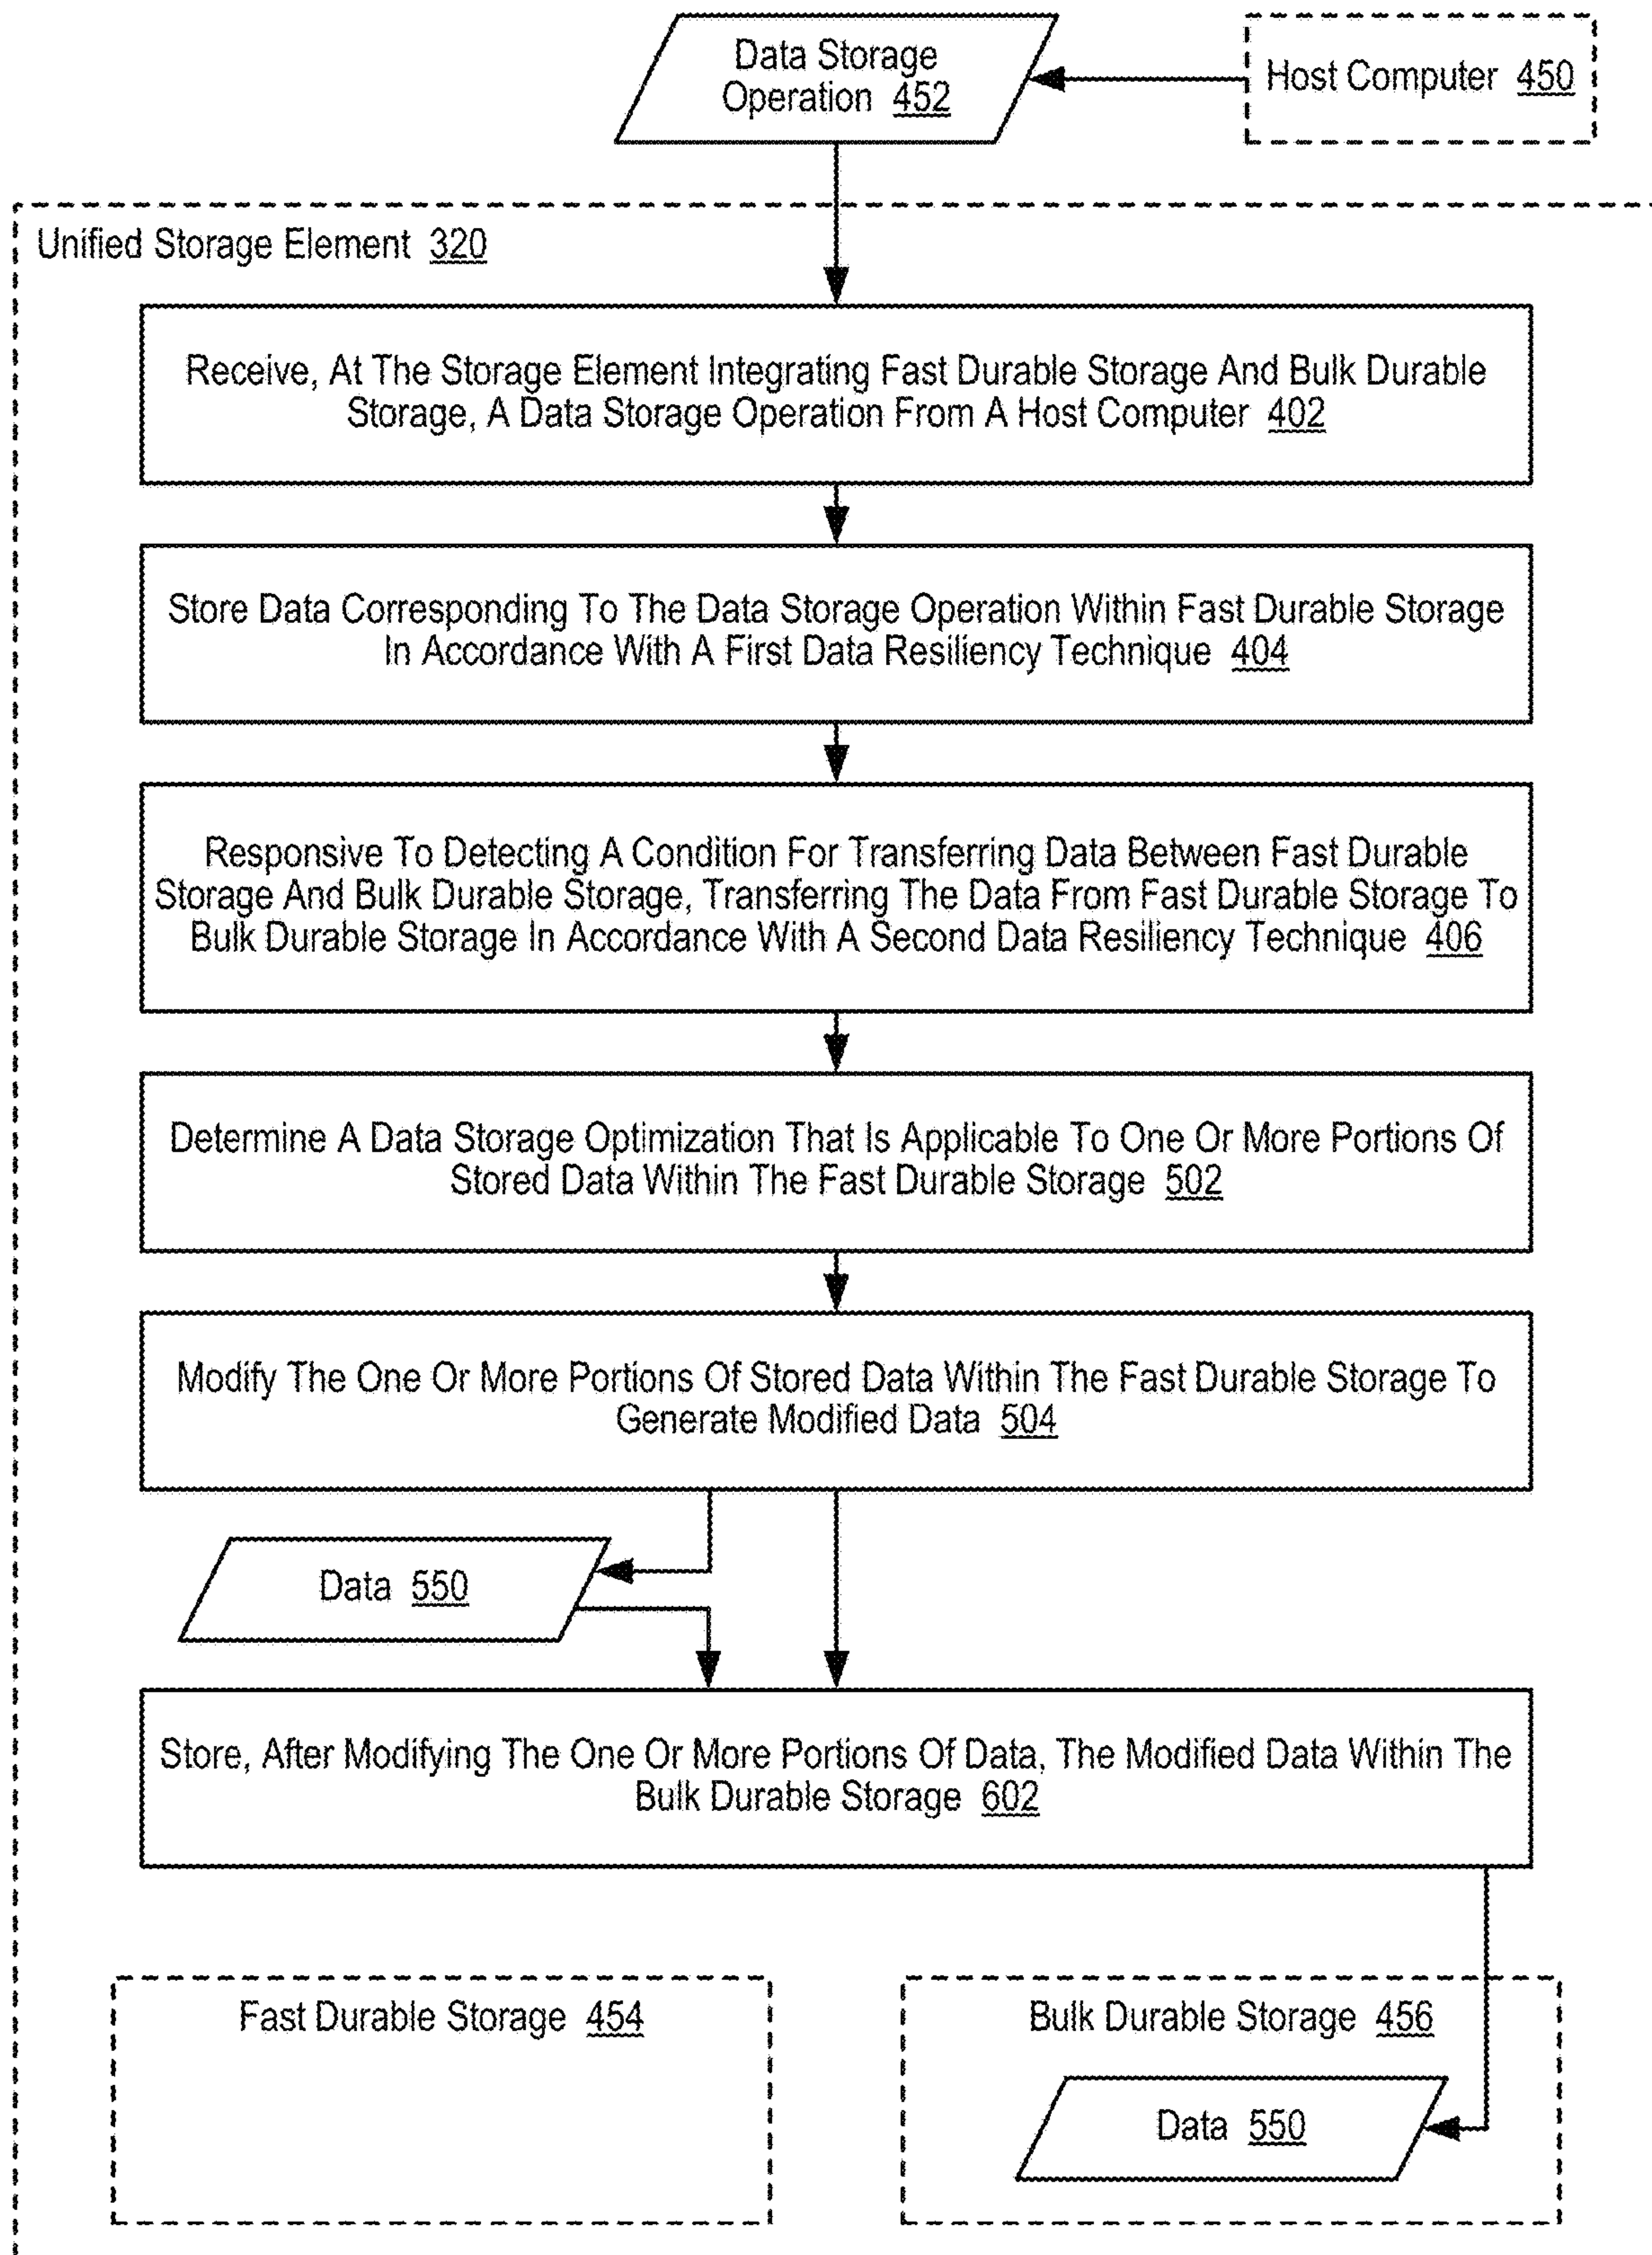 Data Storage
Operation 452
Host Computer 450
Unified Storage Element 320
Receive, At The Storage Element Integrating Fast Durable Storage And Bulk Durable
Storage, A Data Storage Operation From A Host Computer 402
Store Data Corresponding To The Data Storage Operation Within Fast Durable Storage
In Accordance With A First Data Resiliency Technique 404
Responsive To Detecting A Condition For Transferring Data Between Fast Durable
Storage And Bulk Durable Storage, Transferring The Data From Fast Durable Storage To
Bulk Durable Storage In Accordance With A Second Data Resiliency Technique 406
Determine A Data Storage Optimization That Is Applicable To One Or More Portions Of
Stored Data Within The Fast Durable Storage 502
Modify The One Or More Portions Of Stored Data Within The Fast Durable Storage To
Generate Modified Data 504
Data 550
Store, After Modifying The One Or More Portions Of Data, The Modified Data Within The
Bulk Durable Storage 602
Fast Durable Storage 454
Bulk Durable Storage 456
Data 550